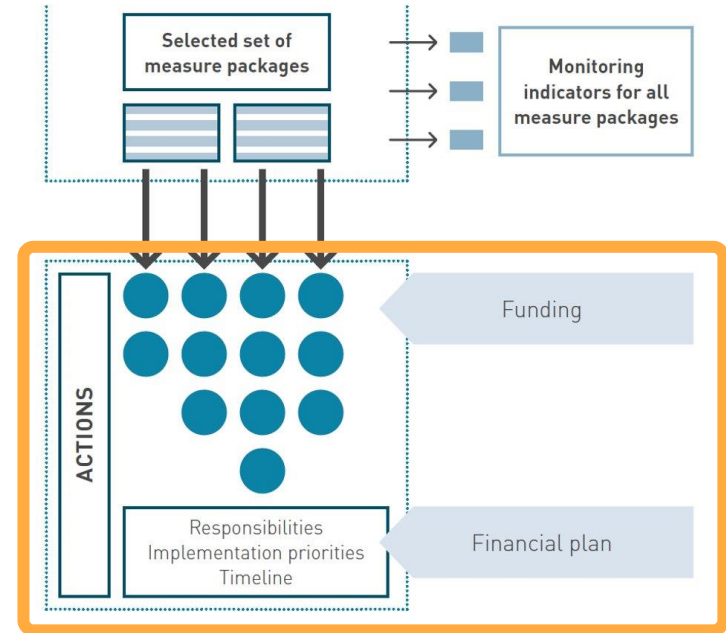 Selected set of
measure packages
Monitoring
indicators for all
measure packages
ACTIONS
Funding
Responsibilities
Implementation priorities
Timeline
Financial plan